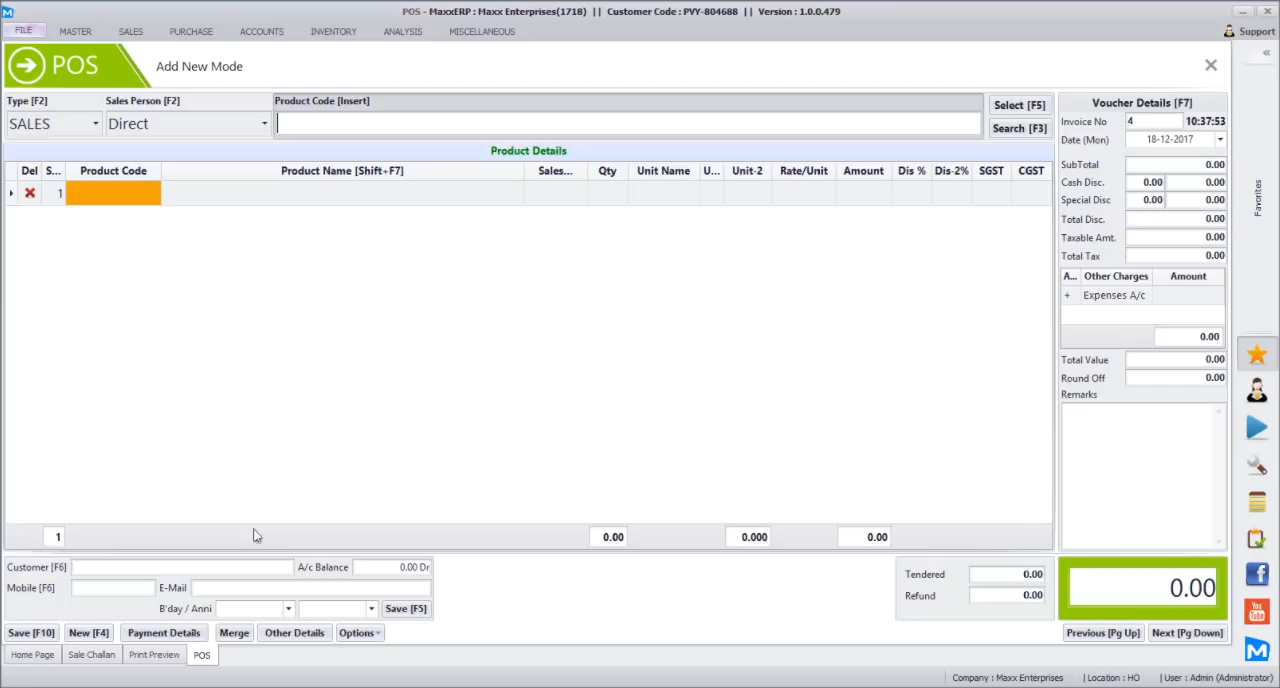 POS - MaxxERP : Maxx Enterprises(1718) || Customer Code : PVY-804688 || Version : 1.0.0.479
FILE MASTER SALES PURCHASE ACCOUNTS INVENTORY ANALYSIS MISCELLANEOUS Support
POS Add New Mode
Type [F2] Sales Person [F2] Product Code [Insert] Select [F5] Voucher Details [F7]
SALES Direct Search [F3] Invoice No 4 10:37:53
Date (Mon) 18-12-2017
Product Details
Del S... Product Code Product Name [Shift+F7] Sales... Qty Unit Name U... Unit-2 Rate/Unit Amount Dis % Dis-2% SGST CGST
1
SubTotal 0.00
Cash Disc. 0.00 0.00
Special Disc 0.00 0.00
Total Disc. 0.00
Taxable Amt. 0.00
Total Tax 0.00
A... Other Charges Amount
+ Expenses A/c
0.00
Total Value 0.00
Round Off 0.00
Remarks
Favorites
1 0.00 0.000 0.00
Customer [F6] A/c Balance 0.00 Dr
Mobile [F6] E-Mail
B'day / Anni Save [F5]
Tendered 0.00
Refund 0.00
0.00
You
Tube
Save [F10] New [F4] Payment Details Merge Other Details Options Previous [Pg Up] Next [Pg Down]
Home Page Sale Challan Print Preview POS
Company : Maxx Enterprises | Location : HO | User : Admin (Administrator)